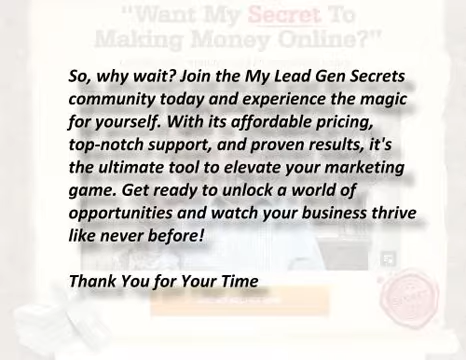 "Want My Secret To
Making Money Online?"
So, why wait? Join the My Lead Gen Secrets
community today and experience the magic
for yourself. With its affordable pricing,
top-notch support, and proven results, it's
the ultimate tool to elevate your marketing
game. Get ready to unlock a world of
opportunities and watch your business thrive
like never before!
Thank You for Your Time